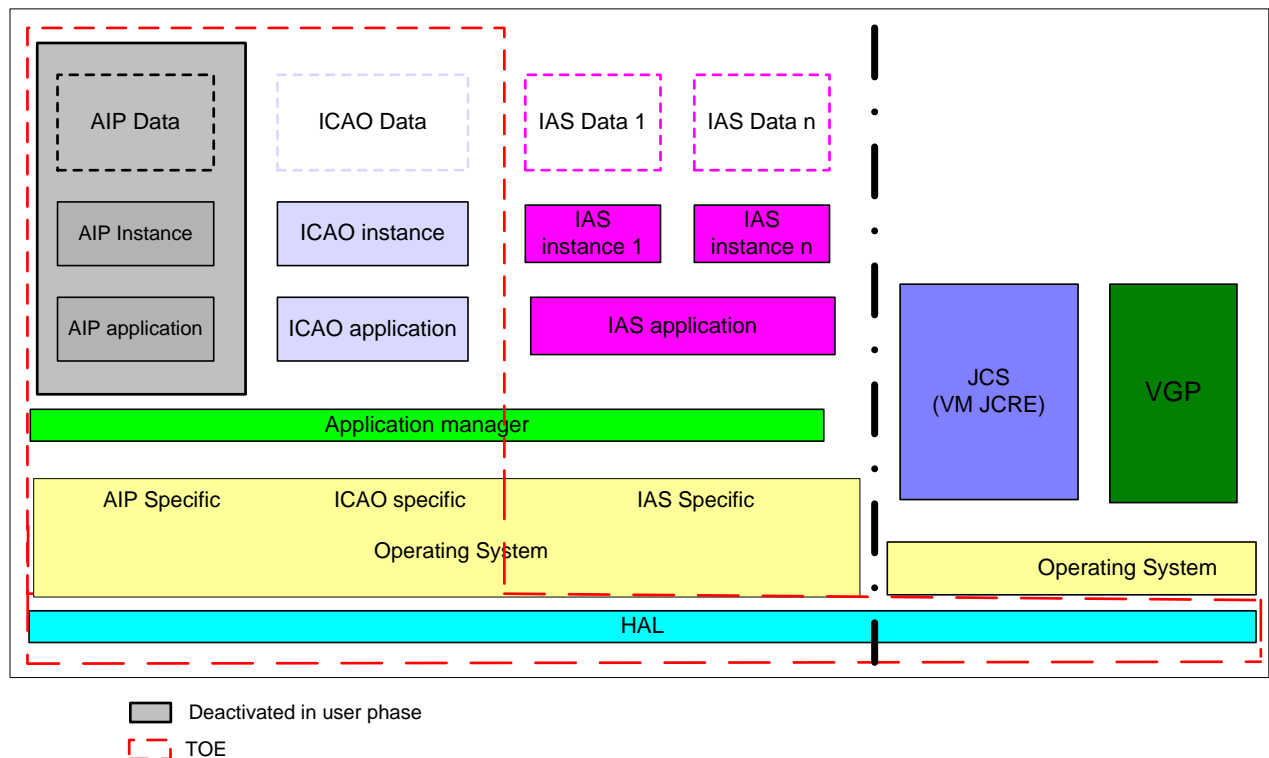 AIP Data
ICAO Data
IAS Data 1
IAS Data n
AIP Instance
ICAO instance
IAS
instance 1
IAS
instance n
AIP application
ICAO application
IAS application
JCS
(VM JCRE)
VGP
Application manager
AIP Specific
ICAO specific
IAS Specific
Operating System
Operating System
HAL
Deactivated in user phase
TOE